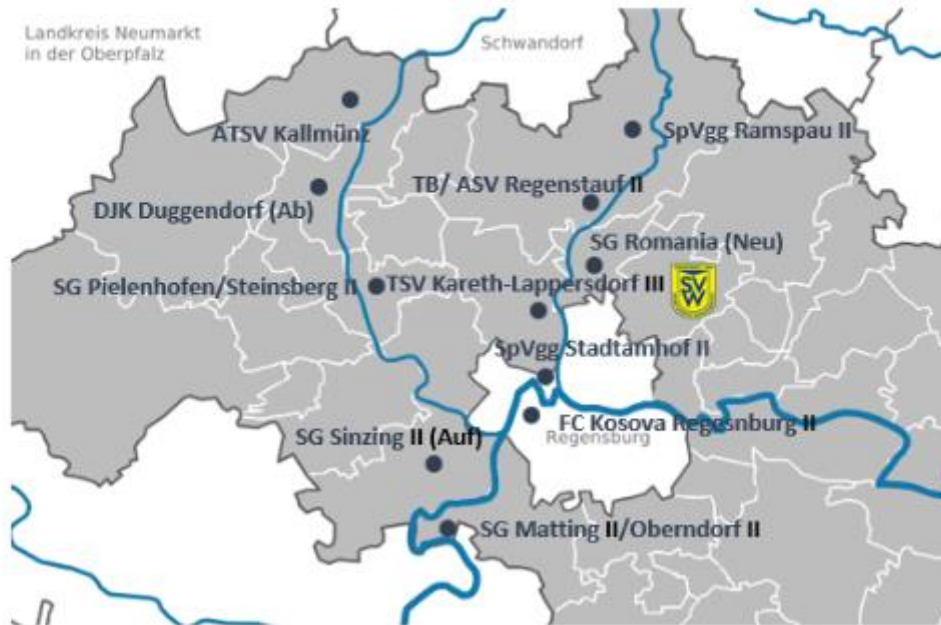 Landkreis Neumarkt
in der Oberpfalz
Schwandorf
ATSV Kallmünz
SpVgg Ramspau II
TB/ ASV Regenstauf II
DJK Duggendorf (Ab)
SG Romania (Neu)
SG Pielenhofen/Steinsberg II
TSV Kareth-Lappersdorf III
SV
W
SpVgg Stadtamhof II
FC Kosova Regesnburg II
SG Sinzing II (Auf)
Regensburg
SG Matting II/Oberndorf II